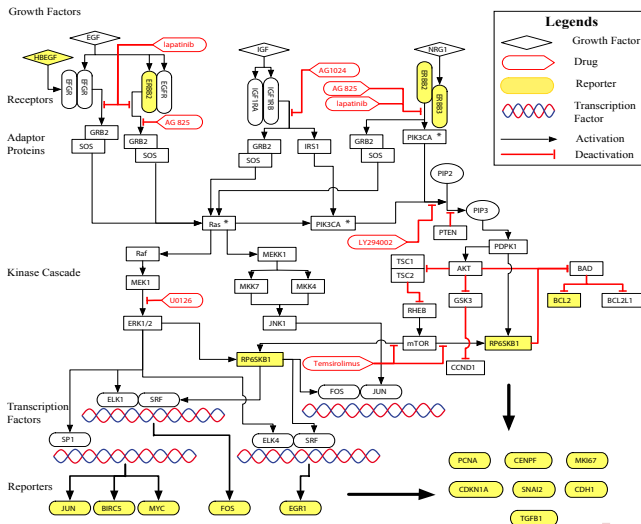 Growth Factors
EGF
lapatinib
HBEGF
EFGR
EFGR
ERBB2
EGFR
Receptors
GRB2
SOS
AG 825
GRB2
SOS
Adaptor
Proteins
IGF
AG1024
IGF1RA
IGF1RB
GRB2
SOS
IRS1
NRG1
AG 825
lapatinib
ERBB2
ERBB3
GRB2
SOS
PIK3CA *
Legends
Growth Factor
Drug
Reporter
Transcription
Factor
Activation
Deactivation
PIP2
PIP3
Ras *
PIK3CA *
LY294002
PTEN
PDPK1
Raf
MEKK1
Kinase Cascade
MEK1
MKK7
MKK4
U0126
ERK1/2
JNK1
TSC1
TSC2
AKT
BAD
GSK3
BCL2
BCL2L1
RHEB
mTOR
RP6SKB1
RP6SKB1
Temsirolimus
CCND1
ELK1
SRF
FOS
JUN
Transcription
Factors
SP1
ELK4
SRF
Reporters
JUN
BIRC5
MYC
FOS
EGR1
PCNA
CENPF
MKI67
CDKN1A
SNAI2
CDH1
TGFB1